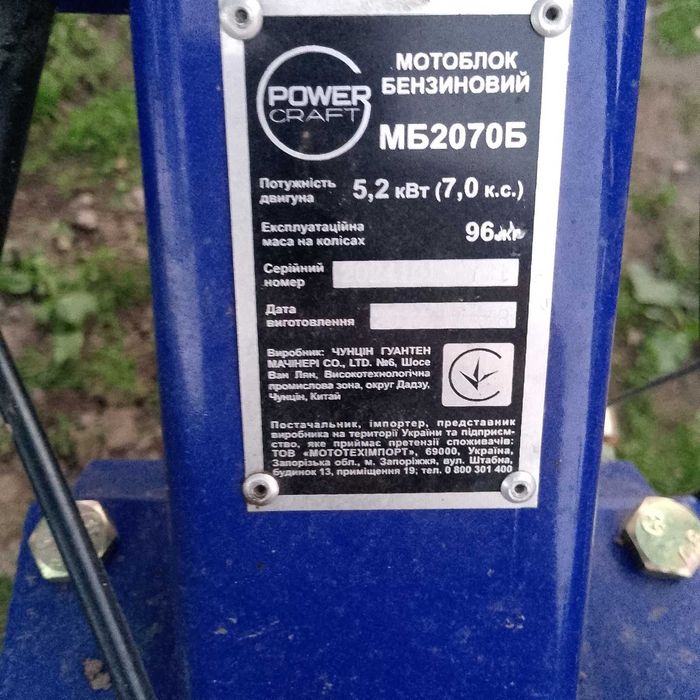 POWER
CRAFT
МОТОБЛОК
БЕНЗИНОВИЙ
МБ2070Б
Потужність
двигуна 5,2 кВт (7,0 к.с.)
Експлуатаційна
маса на колісах 96 кг
Серійний
номер
Дата
виготовлення
Виробник: ЧУНЦІН ГУАНТЕН
МАЧІНЕРІ CO., LTD. №6, Шосе
Ван Лян, Високотехнологічна
промислова зона, округ Дадзу,
Чунцін, Китай
Постачальник, імпортер, представник
виробника на території України та підприєм-
ство, яке приймає претензії споживачів:
ТОВ «МОТОТЕХІМПОРТ», 69000, Україна,
Запорізька обл., м. Запоріжжя, вул. Штабна,
будинок 13, приміщення 19; тел. 0 800 301 400